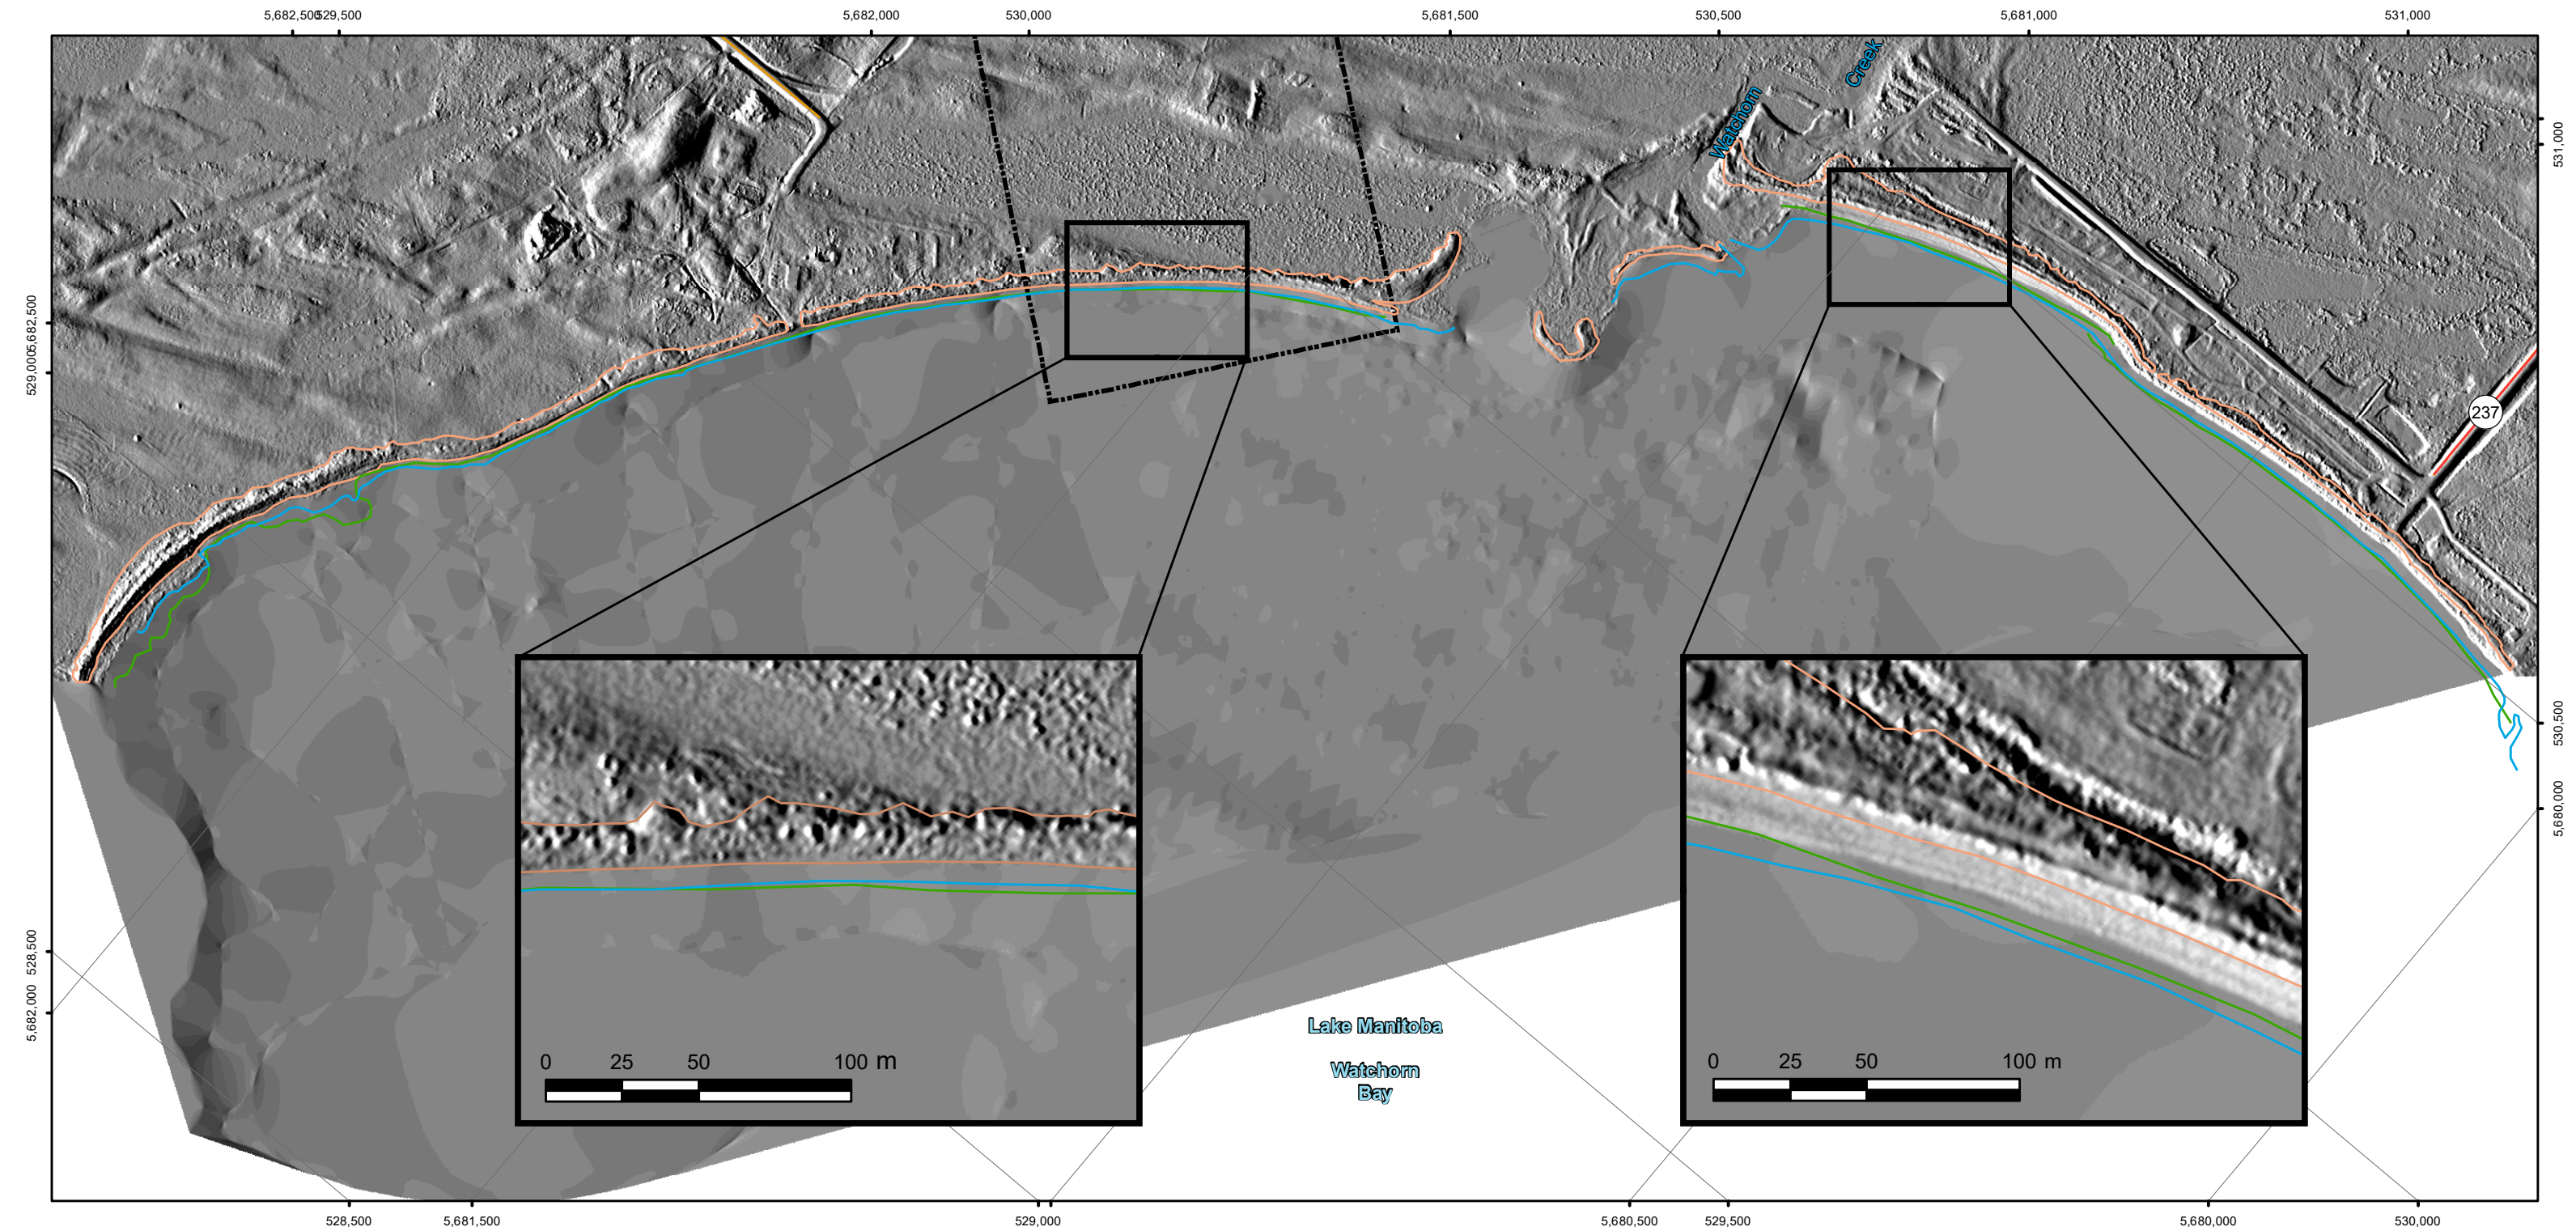 5,682,500 529,500 5,682,000 530,000 5,681,500 530,500 5,681,000 531,000
Watchorn
Creek
531,000
5,682,500
529,000
237
530,500
5,680,000
528,500
5,682,000
0 25 50 100 m
0 25 50 100 m
Lake Manitoba
Watchorn
Bay
528,500 5,681,500 529,000 5,680,500 529,500 5,680,000 530,000